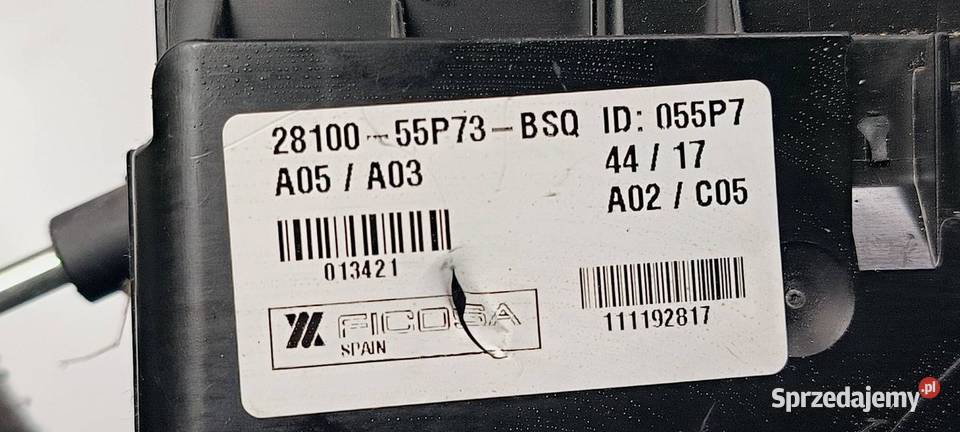 28100-55P73-BSQ ID: 055P7
A05 / A03 44 / 17
A02 / C05
013421
111192817
FICOSA
SPAIN
Sprzedajemy.pl